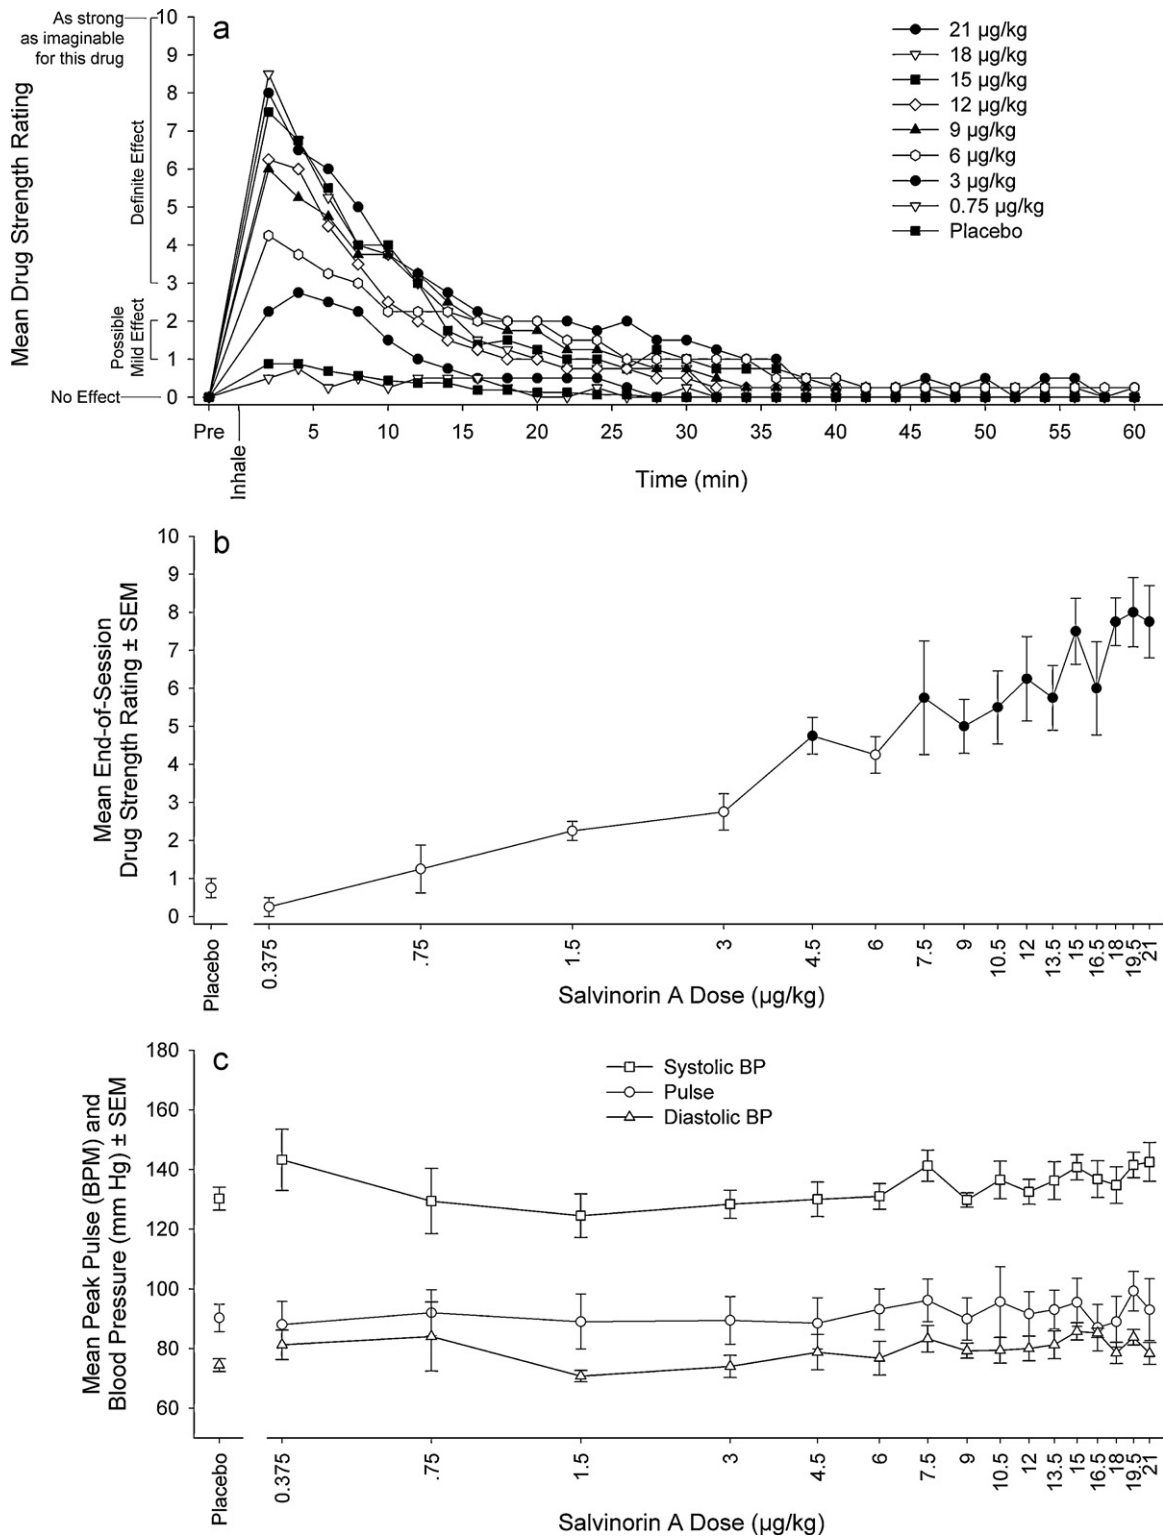 a
As strong
as imaginable
for this drug
Definite Effect
Possible
Mild Effect
No Effect
Mean Drug Strength Rating
10
9
8
7
6
5
4
3
2
1
0
21 µg/kg
18 µg/kg
15 µg/kg
12 µg/kg
9 µg/kg
6 µg/kg
3 µg/kg
0.75 µg/kg
Placebo
Pre
Inhale
5 10 15 20 25 30 35 40 45 50 55 60
Time (min)
b
Mean End-of-Session
Drug Strength Rating ± SEM
10
9
8
7
6
5
4
3
2
1
0
Placebo
0.375 .75 1.5 3 4.5 6 7.5 9 10.5 12 13.5 15 16.5 18 19.5 21
Salvinorin A Dose (µg/kg)
c
Mean Peak Pulse (BPM) and
Blood Pressure (mm Hg) ± SEM
180
160
140
120
100
80
60
Systolic BP
Pulse
Diastolic BP
Placebo
0.375 .75 1.5 3 4.5 6 7.5 9 10.5 12 13.5 15 16.5 18 19.5 21
Salvinorin A Dose (µg/kg)